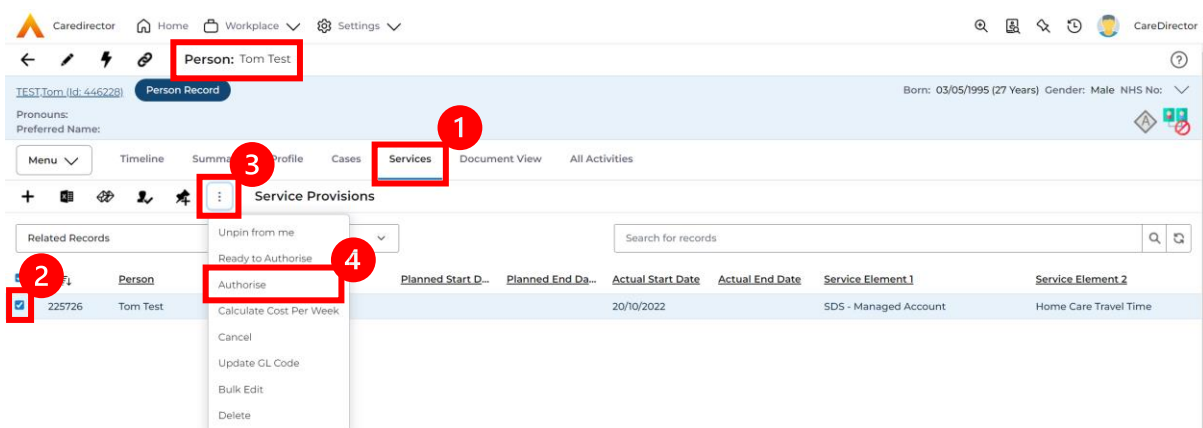 Caredirector Home Workplace Settings CareDirector
Person: Tom Test
TEST,Tom (Id: 446228) Person Record Born: 03/05/1995 (27 Years) Gender: Male NHS No:
Pronouns:
Preferred Name:
1
Menu Timeline Summa Profile Cases Services Document View All Activities
3
Service Provisions
Unpin from me
Related Records Search for records
Ready to Authorise
4
2
Person Planned Start D... Planned End Da... Actual Start Date Actual End Date Service Element 1 Service Element 2
Authorise
225726 Tom Test 20/10/2022 SDS - Managed Account Home Care Travel Time
Calculate Cost Per Week
Cancel
Update GL Code
Bulk Edit
Delete